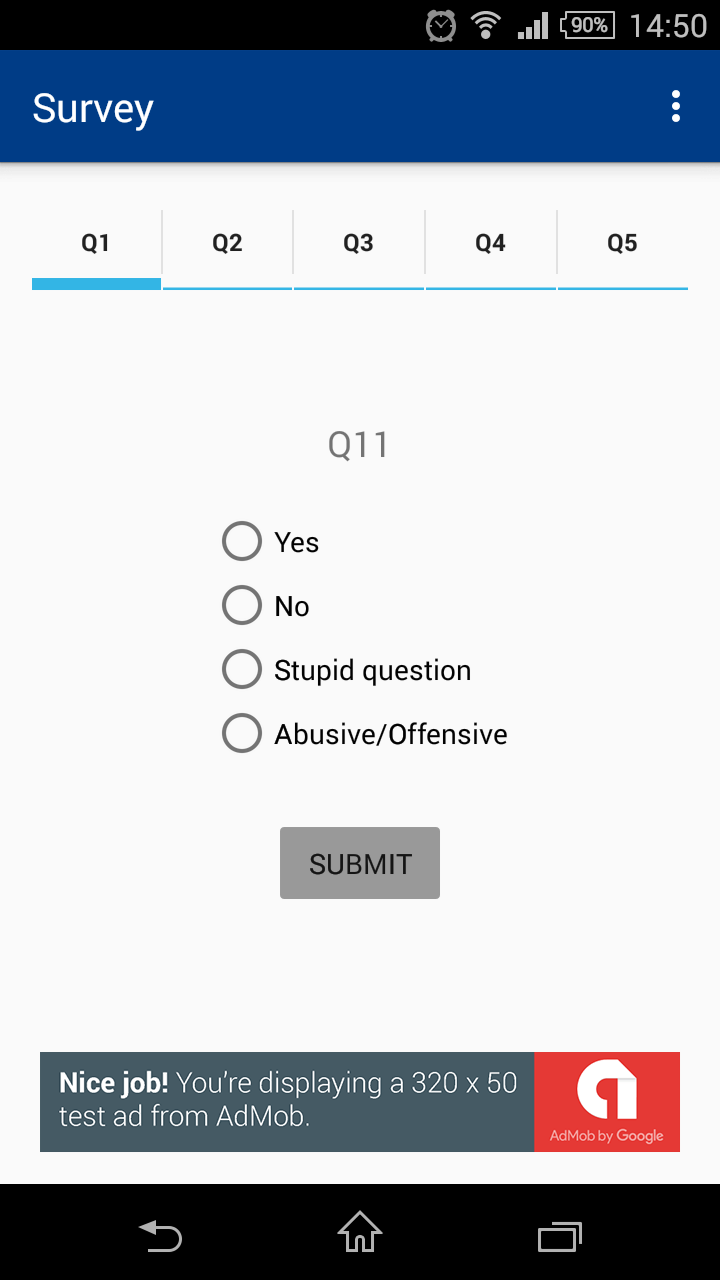 90% 14:50
Survey
Q1 Q2 Q3 Q4 Q5
Q11
Yes
No
Stupid question
Abusive/Offensive
SUBMIT
Nice job! You're displaying a 320 x 50
test ad from AdMob.
AdMob by Google